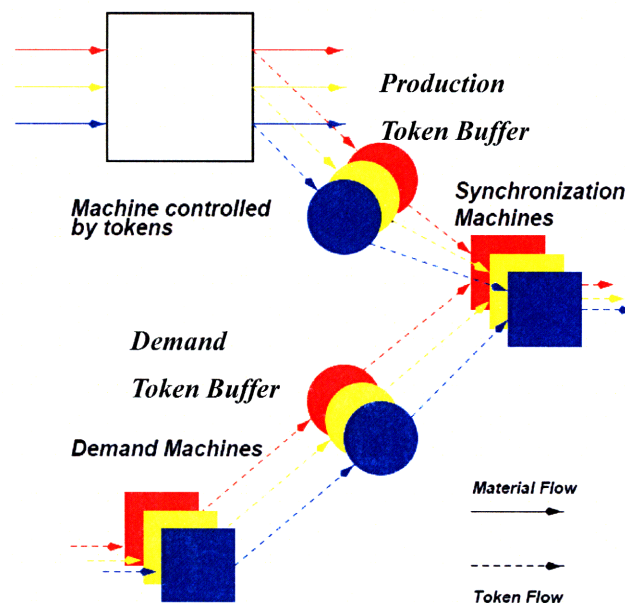 Production
Token Buffer
Machine controlled
by tokens
Synchronization
Machines
Demand
Token Buffer
Demand Machines
Material Flow
Token Flow